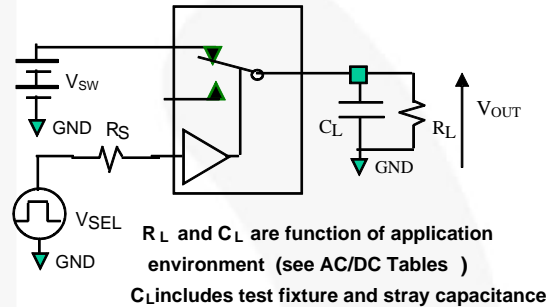 VSW
GND
RS
CL
RL
VOUT
GND
VSEL
GND
RL and CL are function of application
environment (see AC/DC Tables )
CLincludes test fixture and stray capacitance